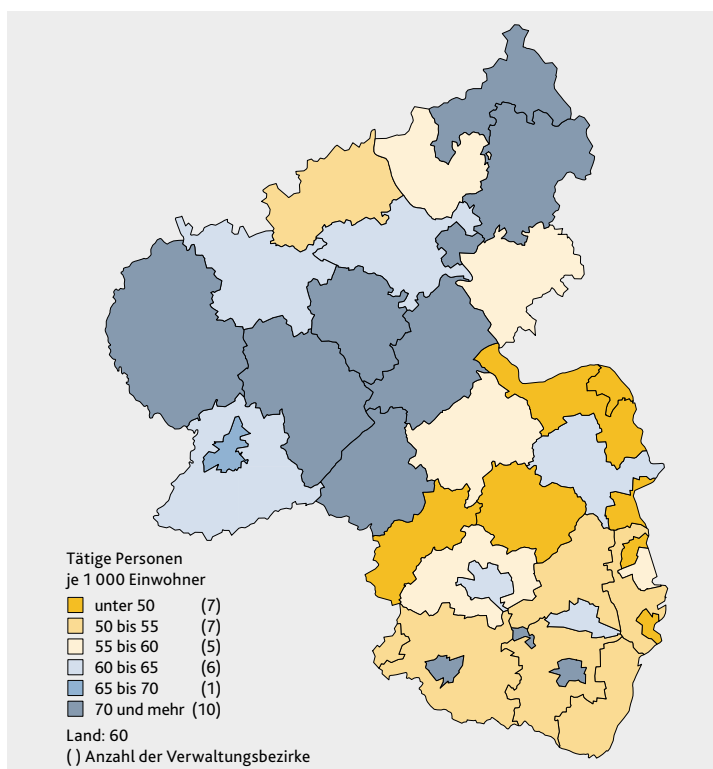 Tätige Personen
je 1 000 Einwohner
unter 50 (7)
50 bis 55 (7)
55 bis 60 (5)
60 bis 65 (6)
65 bis 70 (1)
70 und mehr (10)
Land: 60
( ) Anzahl der Verwaltungsbezirke